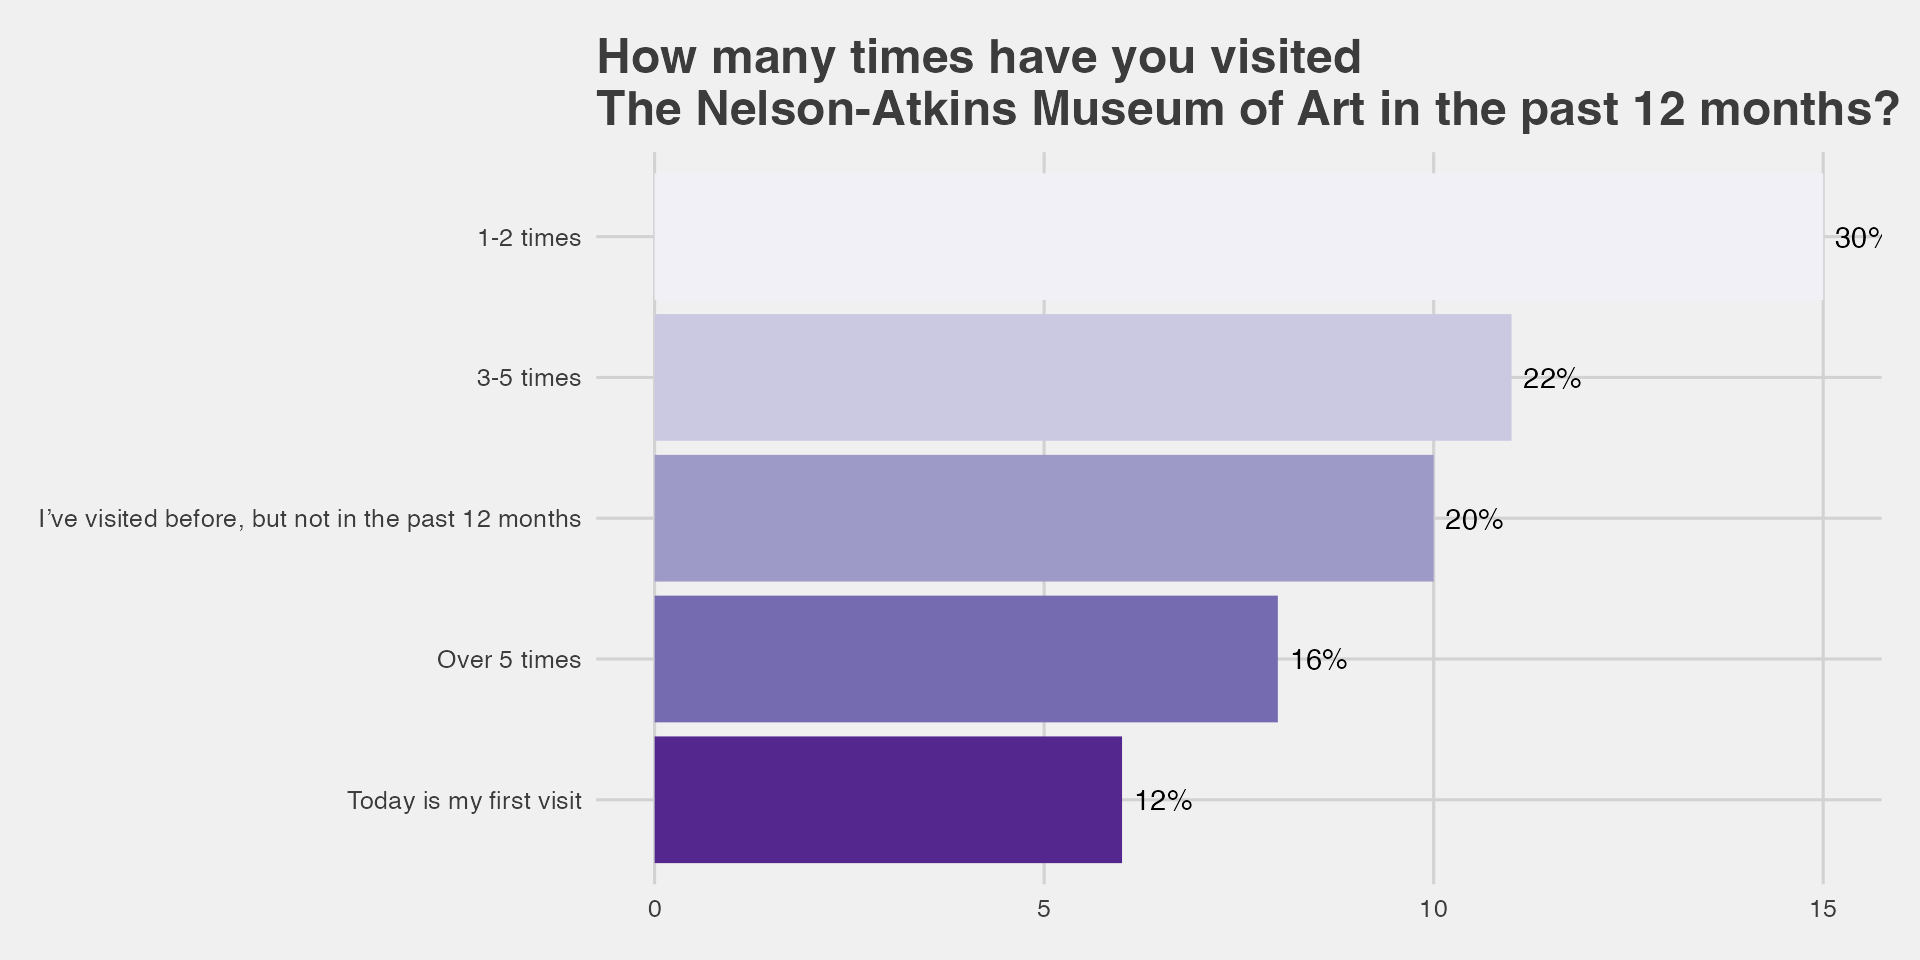 How many times have you visited
The Nelson-Atkins Museum of Art in the past 12 months?
1-2 times
30%
3-5 times
22%
I’ve visited before, but not in the past 12 months
20%
Over 5 times
16%
Today is my first visit
12%
0 5 10 15